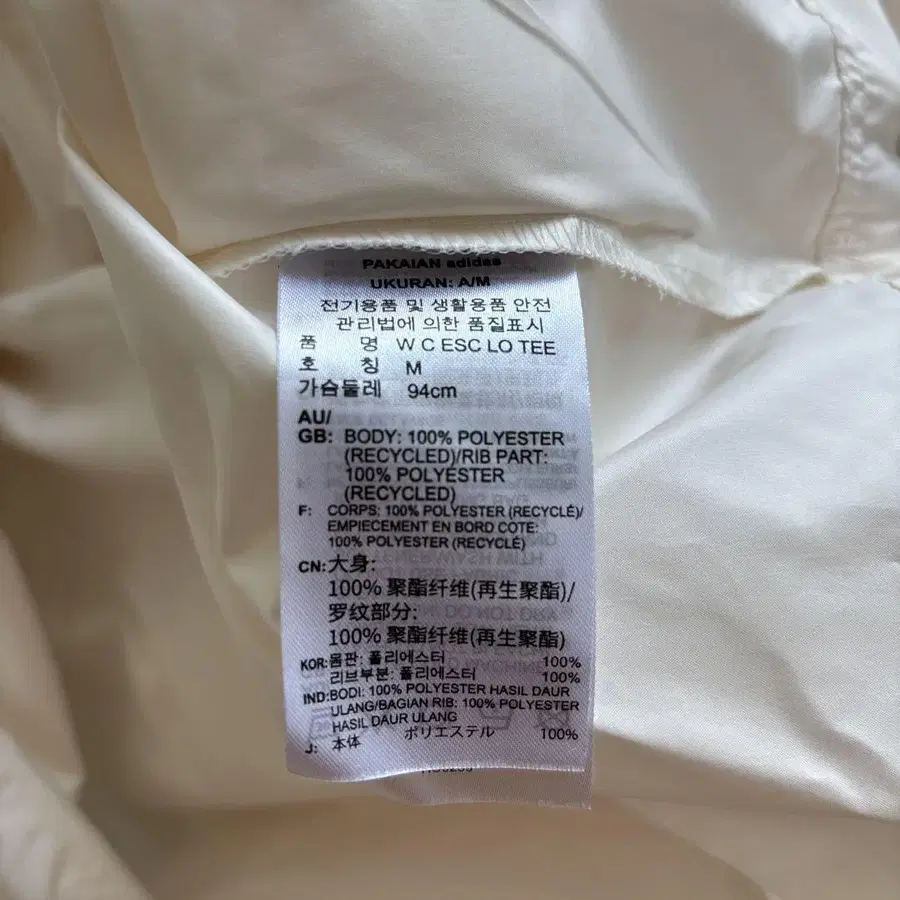 PAKAIAN adidas
UKURAN: A/M
전기용품 및 생활용품 안전
관리법에 의한 품질표시
품 명 W C ESC LO TEE
호 칭 M
가슴둘레 94cm
AU/
GB: BODY: 100% POLYESTER
(RECYCLED)/RIB PART:
100% POLYESTER
(RECYCLED)
F: CORPS: 100% POLYESTER (RECYCLÉ)/
EMPIECEMENT EN BORD COTE:
100% POLYESTER (RECYCLÉ)
CN: 大身:
100% 聚酯纤维(再生聚酯)/
罗纹部分:
100% 聚酯纤维(再生聚酯)
KOR: 몸판: 폴리에스터 100%
리브부분: 폴리에스터 100%
IND: BODI: 100% POLYESTER HASIL DAUR
ULANG/BAGIAN RIB: 100% POLYESTER
HASIL DAUR ULANG
J: 本体 ポリエステル 100%